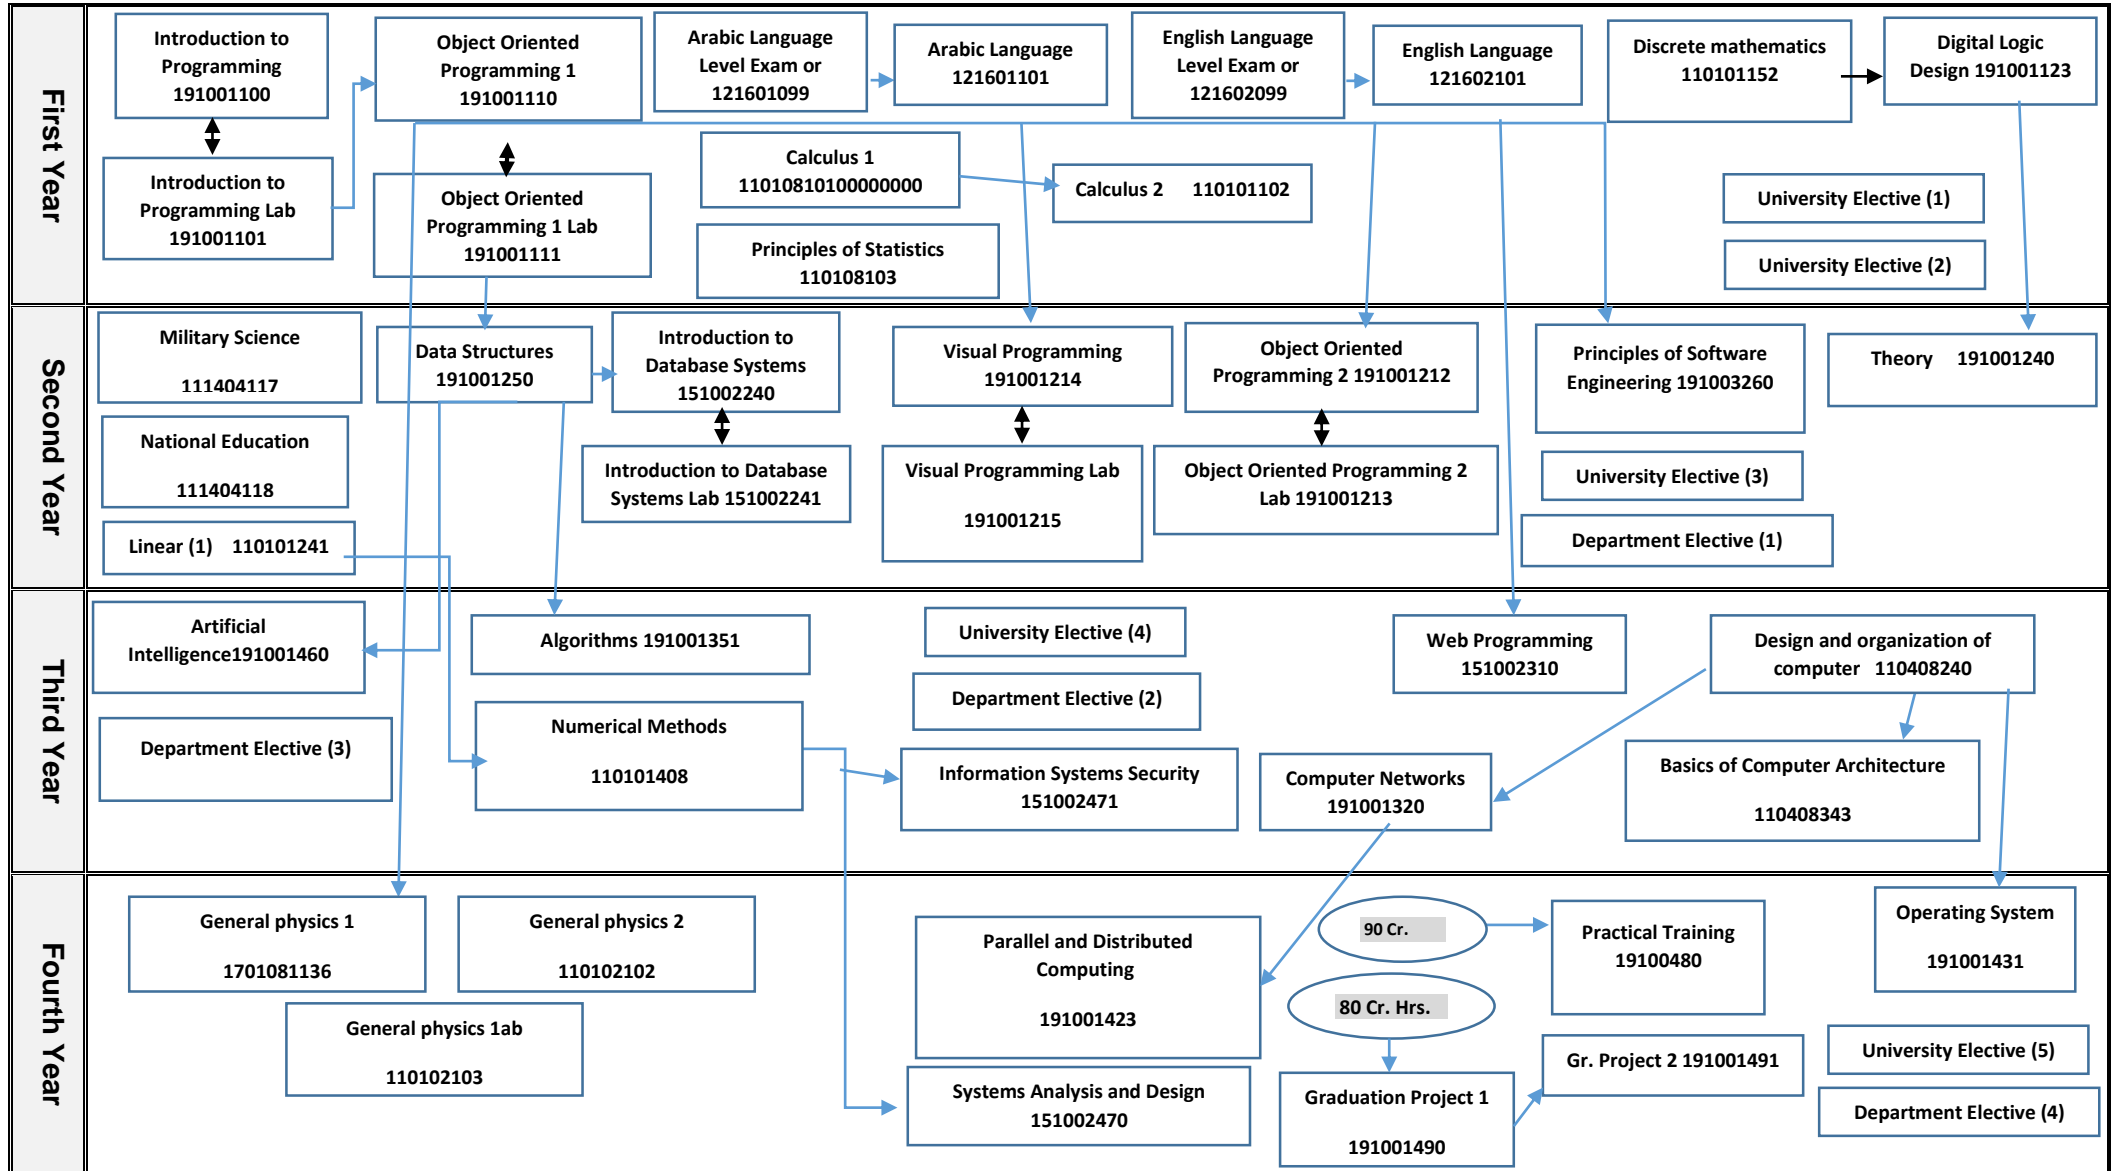 First Year
Introduction to
Programming
191001100
Object Oriented
Programming 1
191001110
Arabic Language
Level Exam or
121601099
Arabic Language
121601101
English Language
Level Exam or
121602099
English Language
121602101
Discrete mathematics
110101152
Digital Logic
Design 191001123
Introduction to
Programming Lab
191001101
Object Oriented
Programming 1 Lab
191001111
Calculus 1
11010810100000000
Calculus 2 110101102
Principles of Statistics
110108103
University Elective (1)
University Elective (2)
Second Year
Military Science
111404117
Data Structures
191001250
Introduction to
Database Systems
151002240
Visual Programming
191001214
Object Oriented
Programming 2 191001212
Principles of Software
Engineering 191003260
Theory 191001240
National Education
111404118
Introduction to Database
Systems Lab 151002241
Visual Programming Lab
191001215
Object Oriented Programming 2
Lab 191001213
University Elective (3)
Department Elective (1)
Linear (1) 110101241
Third Year
Artificial
Intelligence191001460
Algorithms 191001351
University Elective (4)
Department Elective (2)
Web Programming
151002310
Design and organization of
computer 110408240
Department Elective (3)
Numerical Methods
110101408
Information Systems Security
151002471
Computer Networks
191001320
Basics of Computer Architecture
110408343
Fourth Year
General physics 1
1701081136
General physics 2
110102102
General physics 1ab
110102103
Parallel and Distributed
Computing
191001423
90 Cr.
Practical Training
19100480
Operating System
191001431
80 Cr. Hrs.
Systems Analysis and Design
151002470
Graduation Project 1
191001490
Gr. Project 2 191001491
University Elective (5)
Department Elective (4)